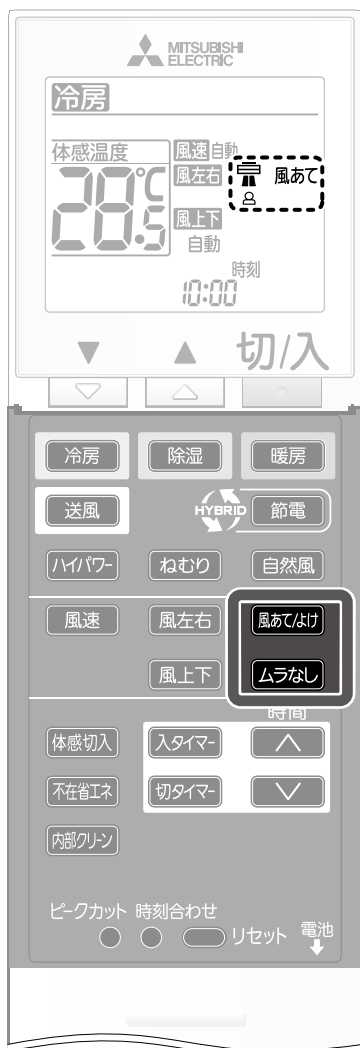 MITSUBISHI
ELECTRIC
冷房
体感温度 風速 自動
28.5℃ 風左右 風あて
風上下
自動
時刻
10:00
▼ ▲ 切/入
▽ △
冷房 除湿 暖房
送風 HYBRID 節電
ハイパワー ねむり 自然風
風速 風左右 風あて/よけ
風上下 ムラなし
時間
体感切入 入タイマー ∧
不在省エネ 切タイマー ∨
内部クリーン
ピークカット 時刻合わせ
リセット 電池